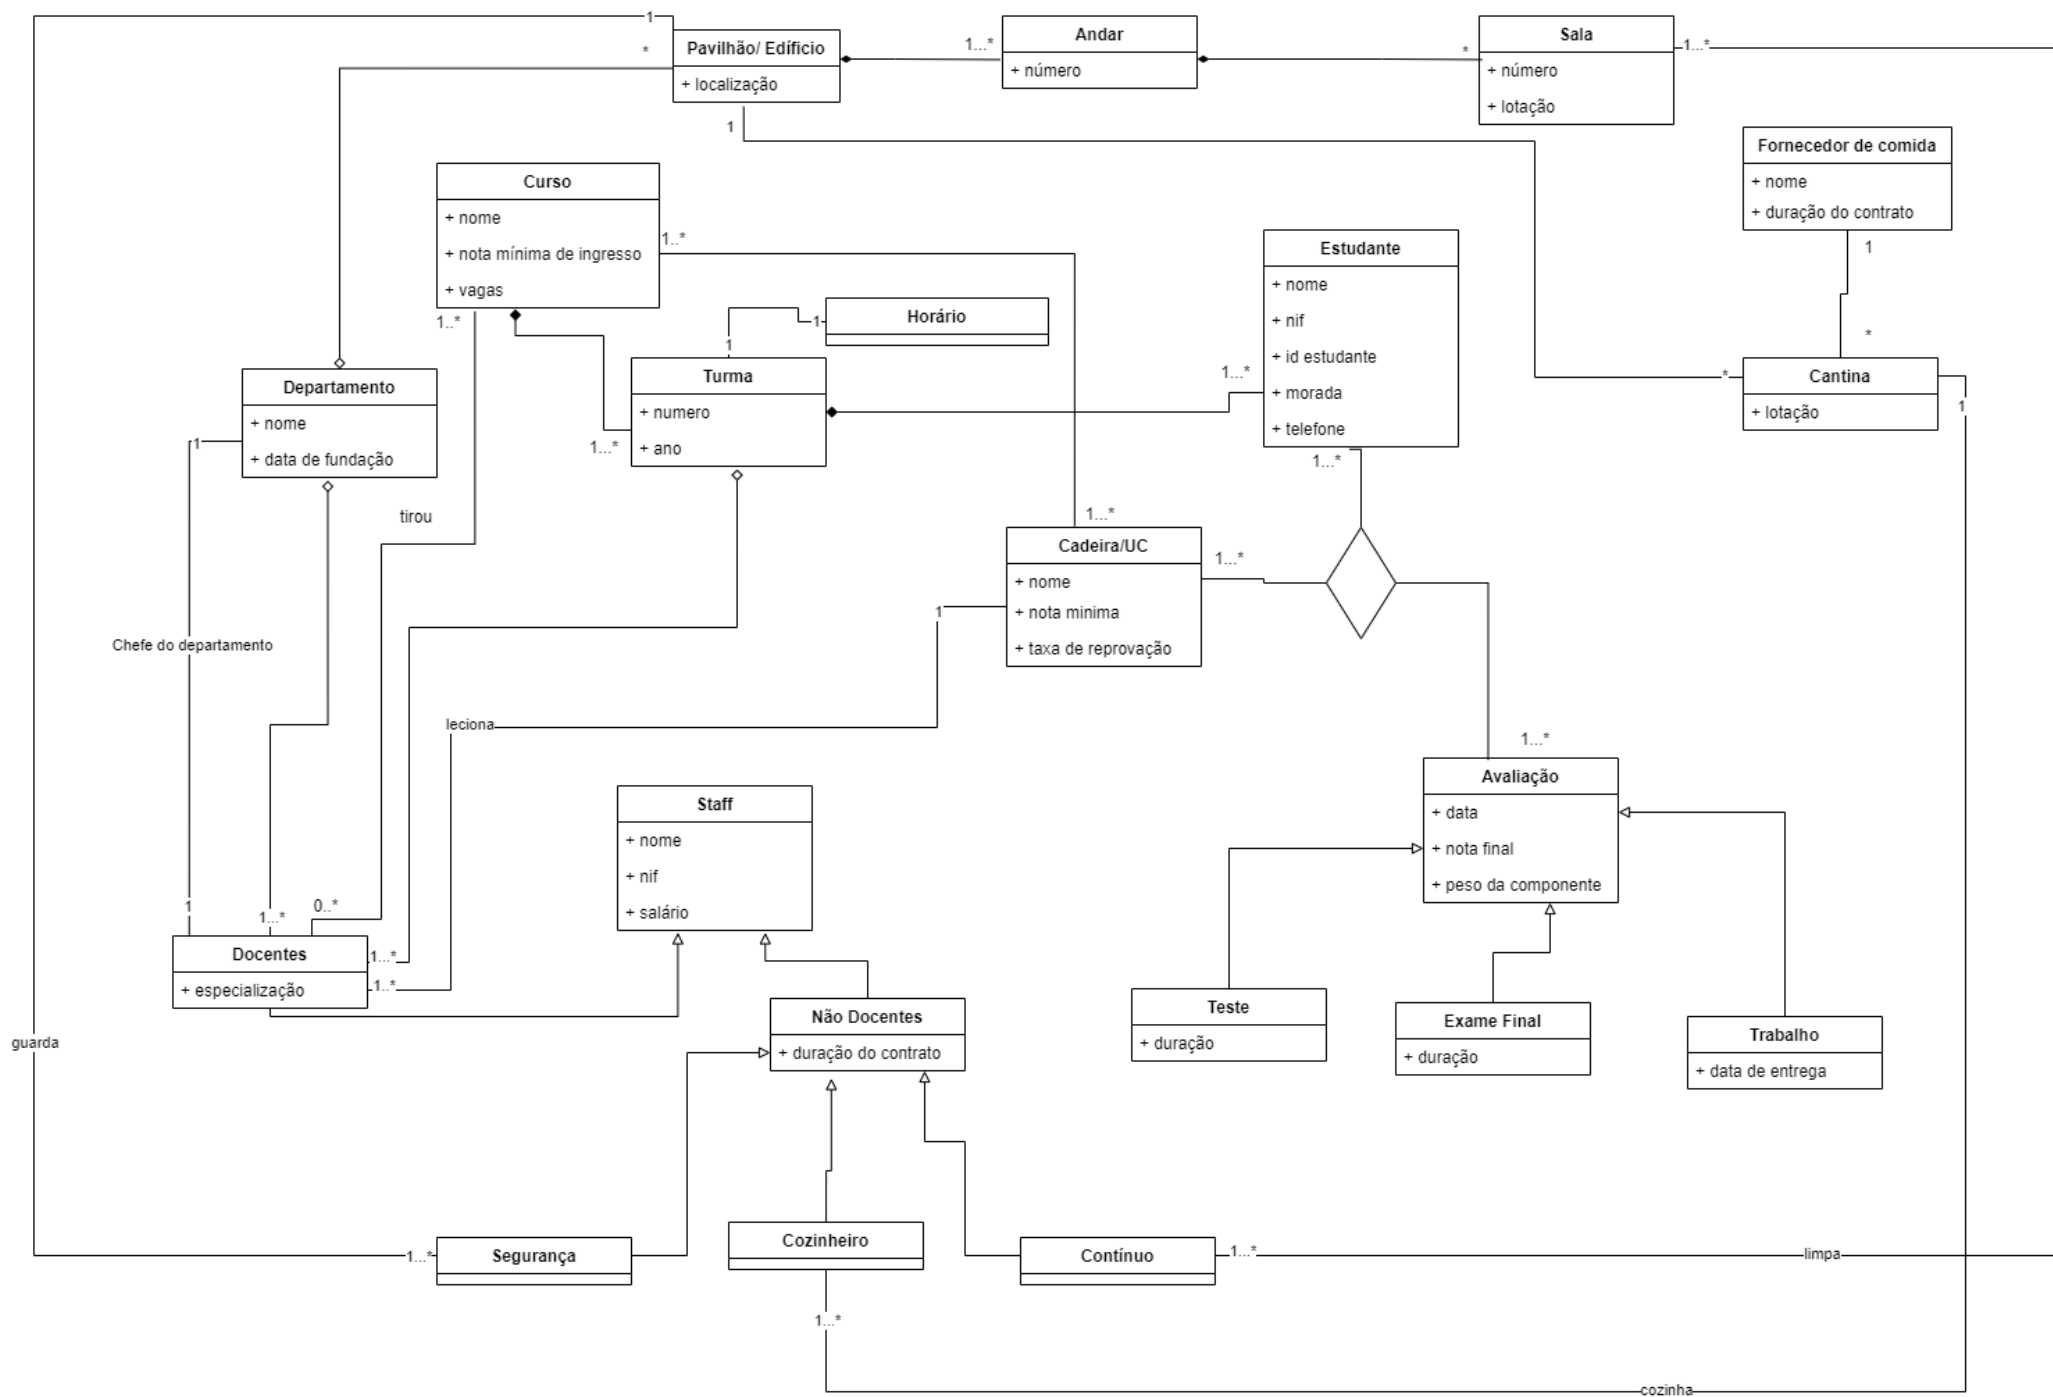 1
*
Pavilhão/ Edíficio
+ localização
1...*
Andar
+ número
*
Sala
+ número
+ lotação
1...*
1
Fornecedor de comida
+ nome
+ duração do contrato
1
*
Curso
+ nome
+ nota mínima de ingresso
+ vagas
1..*
1..*
Horário
1
1
Estudante
+ nome
+ nif
+ id estudante
+ morada
+ telefone
1...*
1...*
Cantina
+ lotação
*
1
Departamento
+ nome
+ data de fundação
1
Turma
+ numero
+ ano
1...*
tirou
1...*
Cadeira/UC
+ nome
+ nota minima
+ taxa de reprovação
1...*
1
Chefe do departamento
leciona
1...*
Avaliação
+ data
+ nota final
+ peso da componente
Staff
+ nome
+ nif
+ salário
1
1...*
0..*
Docentes
+ especialização
1...*
1..*
Não Docentes
+ duração do contrato
Teste
+ duração
Exame Final
+ duração
Trabalho
+ data de entrega
guarda
1...*
Segurança
Cozinheiro
Contínuo
1...*
limpa
1...*
cozinha